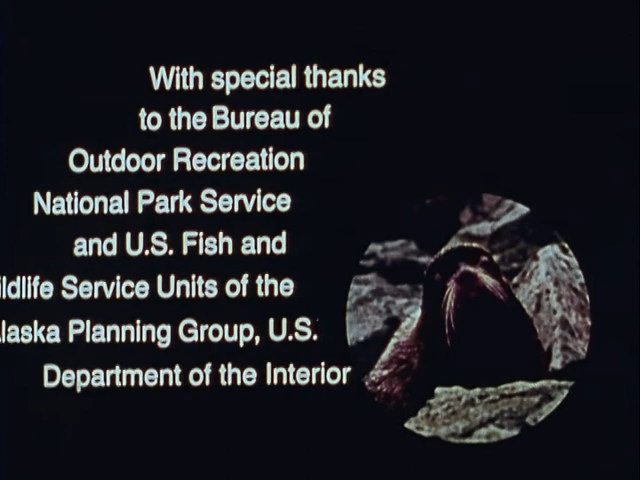 With special thanks
to the Bureau of
Outdoor Recreation
National Park Service
and U.S. Fish and
ildlife Service Units of the
laska Planning Group, U.S.
Department of the Interior